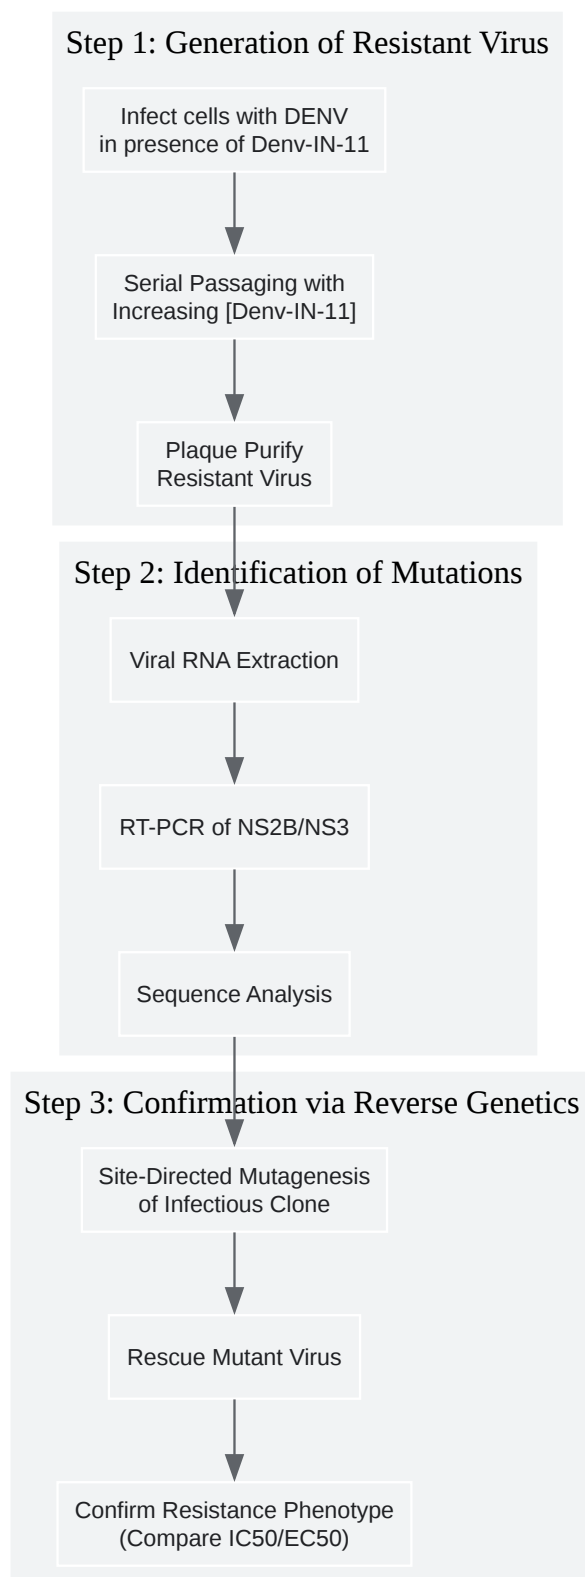 Step 1: Generation of Resistant Virus
Infect cells with DENV
in presence of Denv-IN-11
Serial Passaging with
Increasing [Denv-IN-11]
Plaque Purify
Resistant Virus
Step 2: Identification of Mutations
Viral RNA Extraction
RT-PCR of NS2B/NS3
Sequence Analysis
Step 3: Confirmation via Reverse Genetics
Site-Directed Mutagenesis
of Infectious Clone
Rescue Mutant Virus
Confirm Resistance Phenotype
(Compare IC50/EC50)